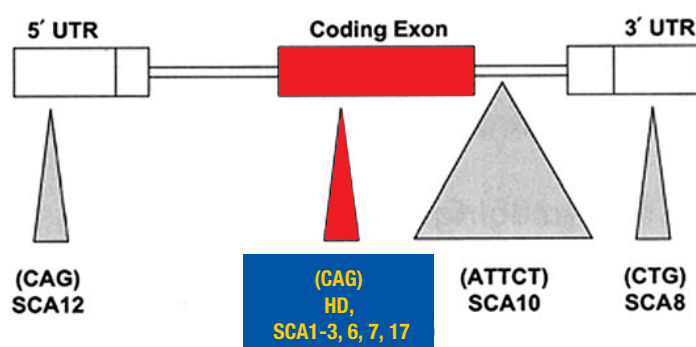 5′ UTR
Coding Exon
3′ UTR
(CAG)
SCA12
(CAG)
HD,
SCA1-3, 6, 7, 17
(ATTCT)
SCA10
(CTG)
SCA8